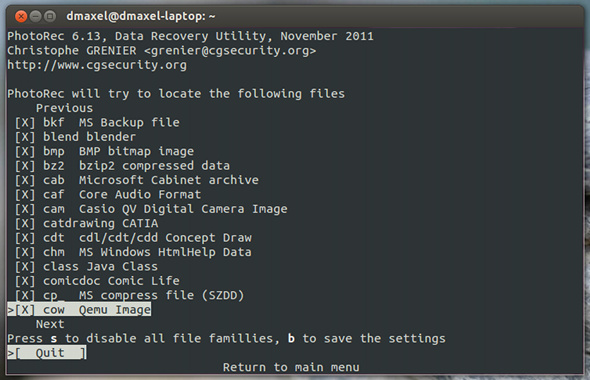 dmaxel@dmaxel-laptop: ~
PhotoRec 6.13, Data Recovery Utility, November 2011
Christophe GRENIER <grenier@cgsecurity.org>
http://www.cgsecurity.org
PhotoRec will try to locate the following files
Previous
[X] bkf  MS Backup file
[X] blend blender
[X] bmp  BMP bitmap image
[X] bz2  bzip2 compressed data
[X] cab  Microsoft Cabinet archive
[X] caf  Core Audio Format
[X] cam  Casio QV Digital Camera Image
[X] catdrawing CATIA
[X] cdt  cdl/cdt/cdd Concept Draw
[X] chm  MS Windows HtmlHelp Data
[X] class Java Class
[X] comicdoc Comic Life
[X] cp_  MS compress file (SZDD)
>[X] cow  Qemu Image
Next
Press s to disable all file famillies, b to save the settings
>[  Quit  ]
Return to main menu